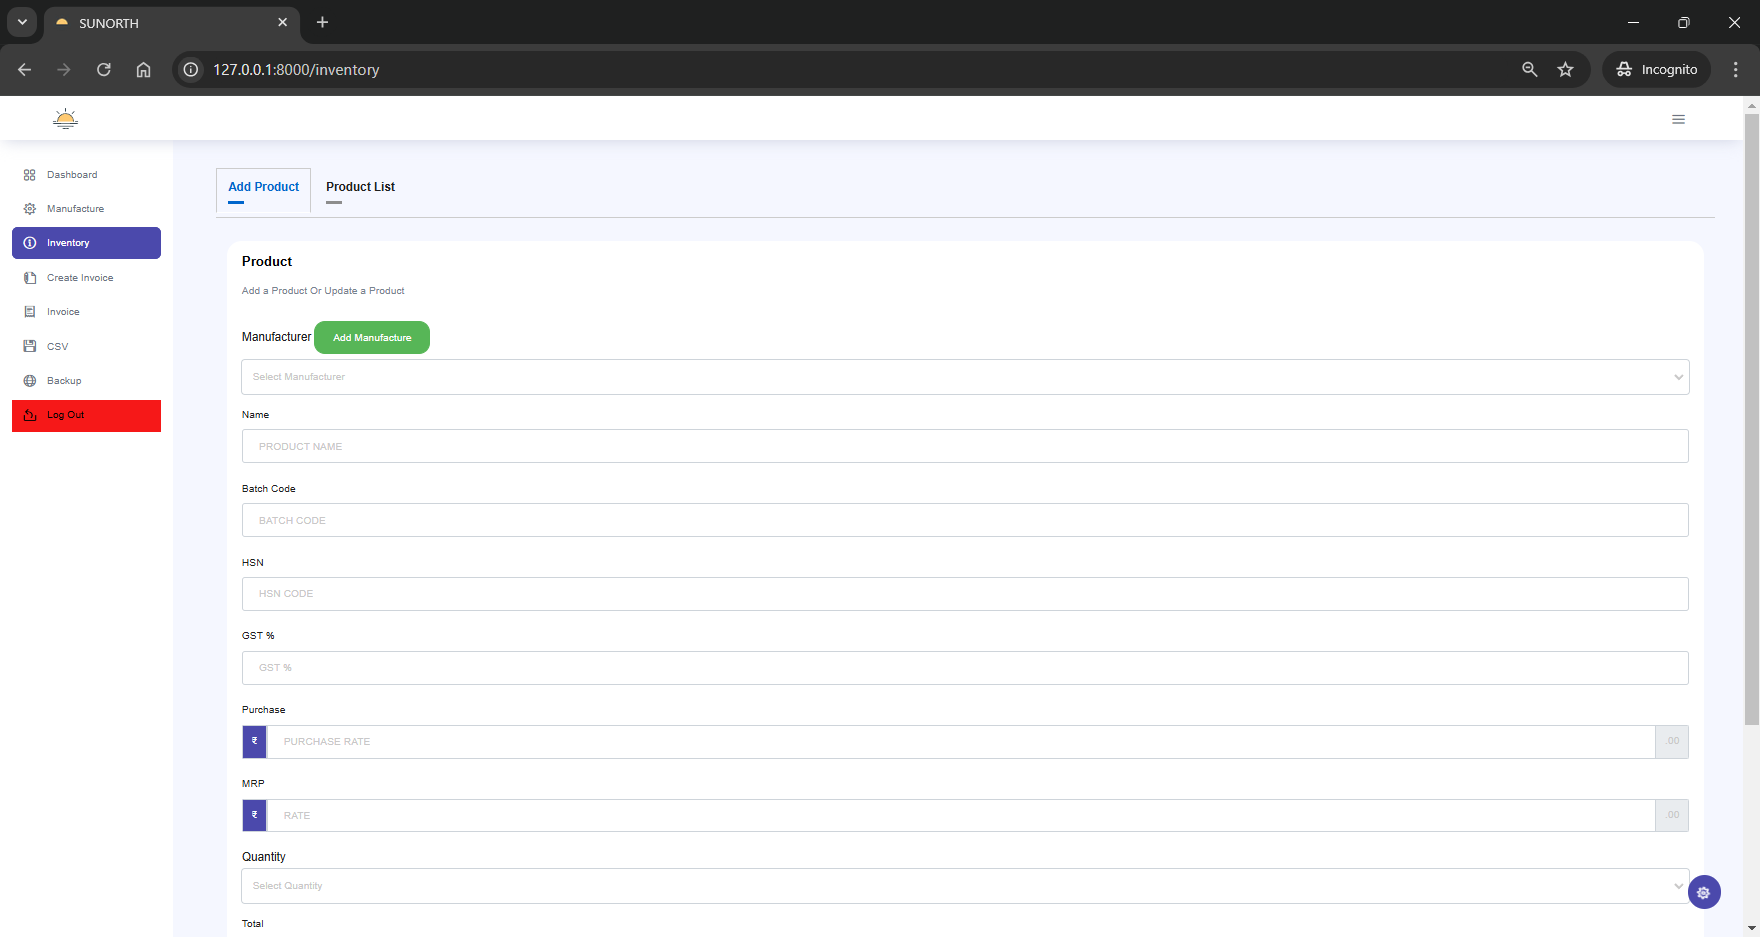 SUNORTH
127.0.0.1:8000/inventory
Incognito
Dashboard
Manufacture
Inventory
Create Invoice
Invoice
CSV
Backup
Log Out
Add Product
Product List
Product
Add a Product Or Update a Product
Manufacturer
Add Manufacture
Select Manufacturer
Name
PRODUCT NAME
Batch Code
BATCH CODE
HSN
HSN CODE
GST %
GST %
Purchase
₹ PURCHASE RATE .00
MRP
₹ RATE .00
Quantity
Select Quantity
Total